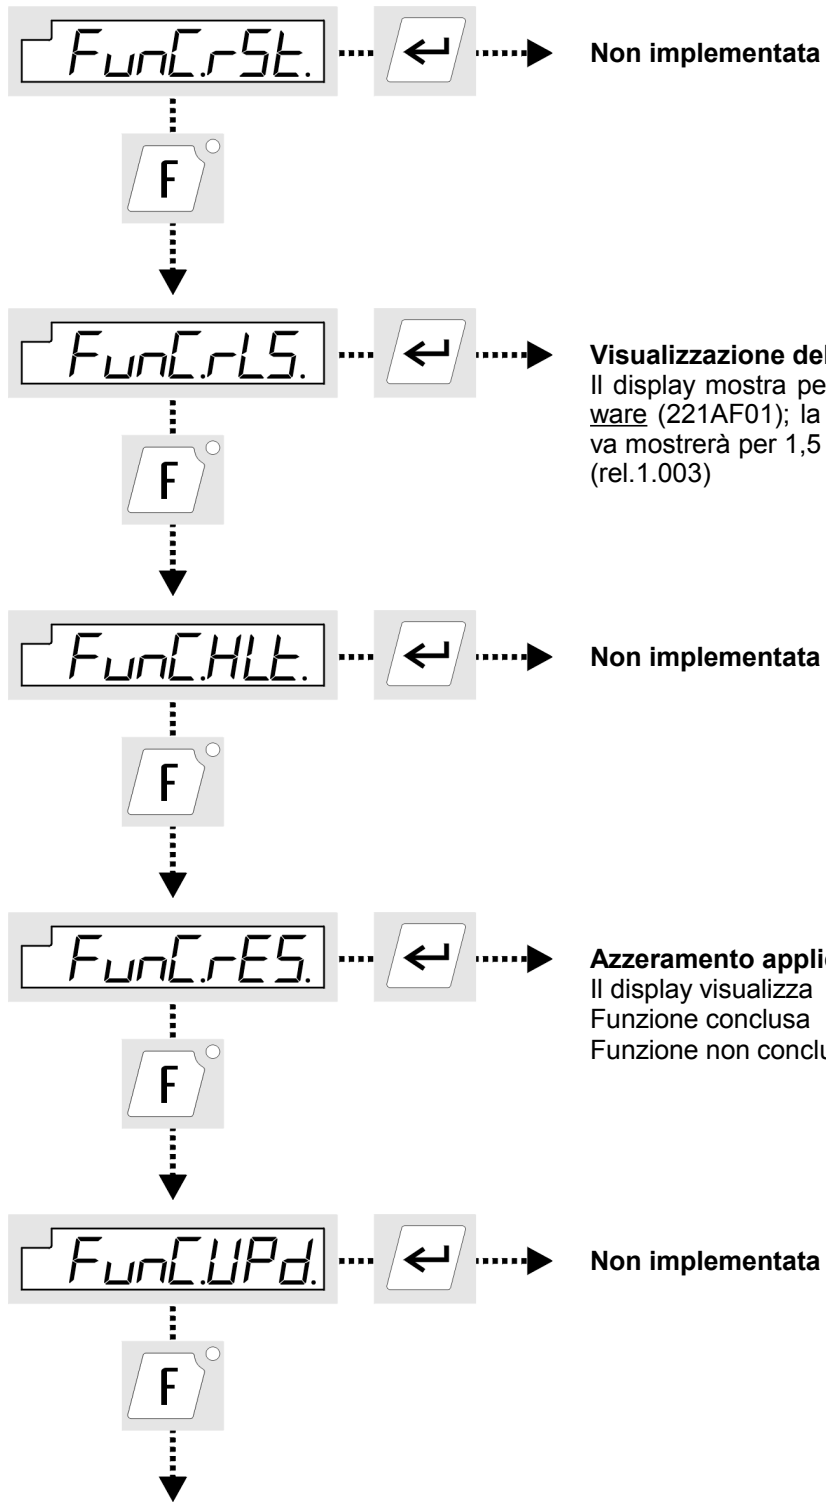 FunC.rSt.
Non implementata
F
FunC.rLS.
Visualizzazione del
Il display mostra pe
ware (221AF01); la
va mostrerà per 1,5
(rel.1.003)
F
FunC.HLt.
Non implementata
F
FunC.rES.
Azzeramento appli
Il display visualizza
Funzione conclusa
Funzione non conclu
F
FunC.UPd.
Non implementata
F